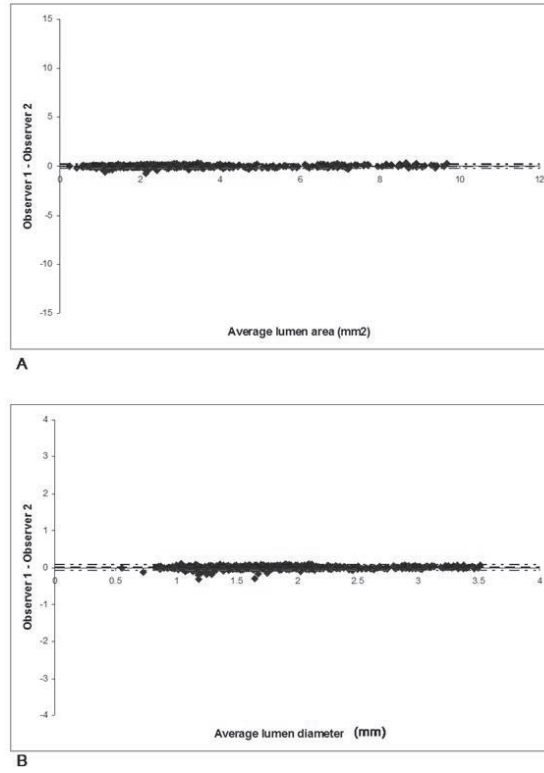 15
10
5
0
-5
-10
-15
0 2 4 6 8 10 12
Observer 1 - Observer 2
Average lumen area (mm2)
A
4
3
2
1
0
-1
-2
-3
-4
0 0.5 1 1.5 2 2.5 3 3.5 4
Observer 1 - Observer 2
Average lumen diameter (mm)
B